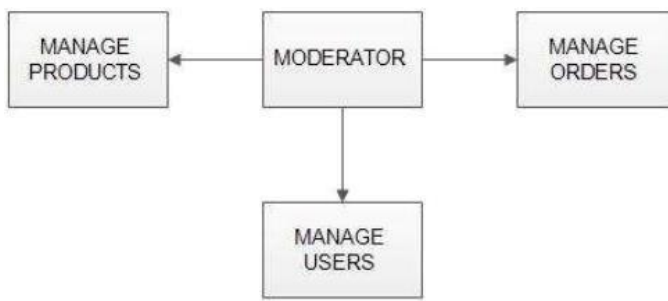 MANAGE
PRODUCTS
MODERATOR
MANAGE
ORDERS
MANAGE
USERS